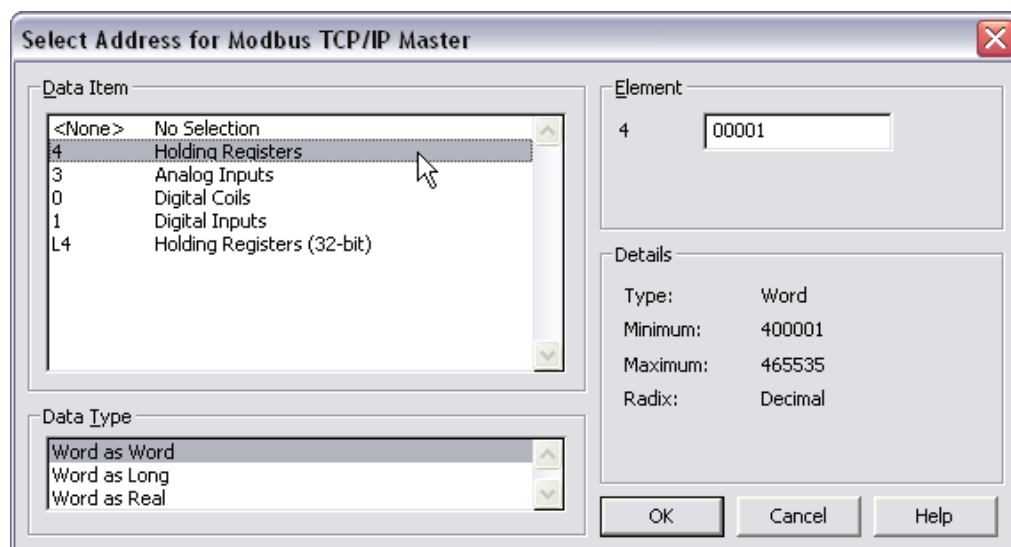 Select Address for Modbus TCP/IP Master
Data Item
<None> No Selection
4 Holding Registers
3 Analog Inputs
0 Digital Coils
1 Digital Inputs
L4 Holding Registers (32-bit)
Data Type
Word as Word
Word as Long
Word as Real
Element
4 00001
Details
Type: Word
Minimum: 400001
Maximum: 465535
Radix: Decimal
OK Cancel Help